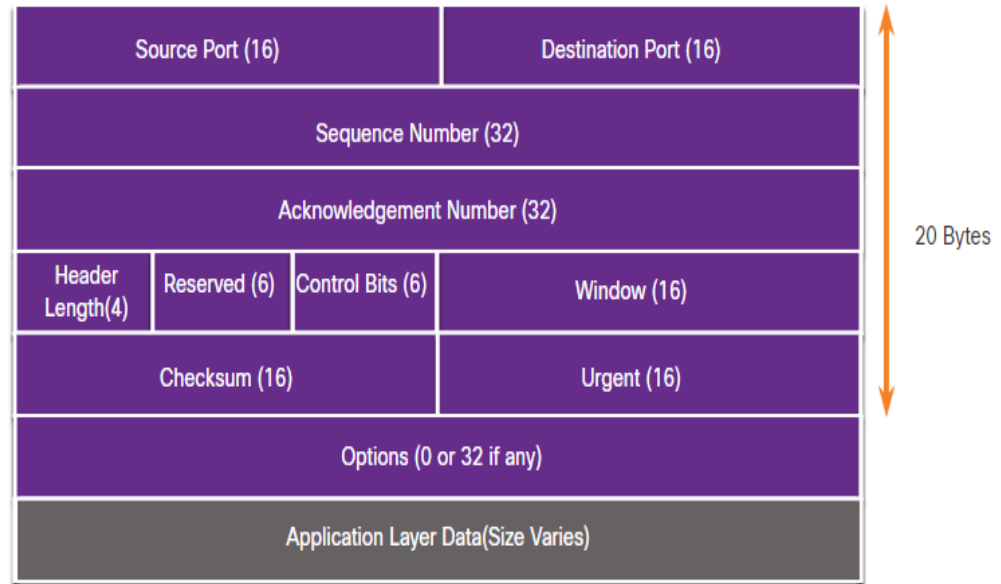 Source Port (16)
Destination Port (16)
Sequence Number (32)
Acknowledgement Number (32)
20 Bytes
Header
Length(4)
Reserved (6)
Control Bits (6)
Window (16)
Checksum (16)
Urgent (16)
Options (0 or 32 if any)
Application Layer Data(Size Varies)